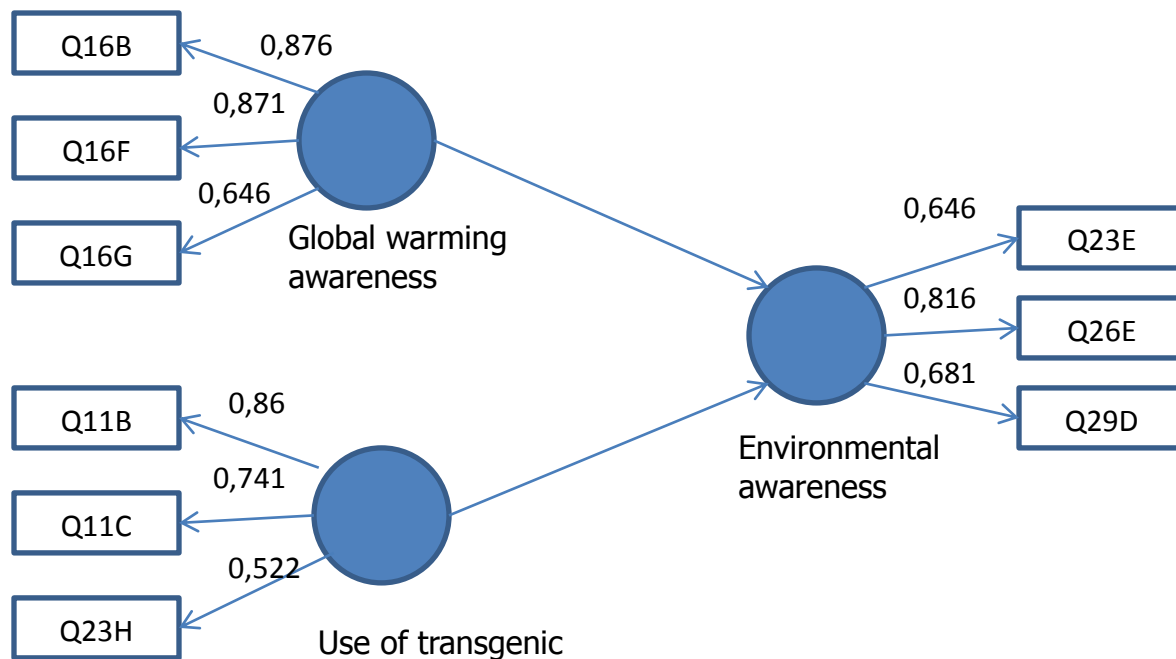 Q16B
0,876
0,871
Q16F
0,646
Q16G
Global warming
awareness
0,646
Q23E
0,816
Q26E
0,681
Q29D
Environmental
awareness
Q11B
0,86
0,741
Q11C
0,522
Q23H
Use of transgenic